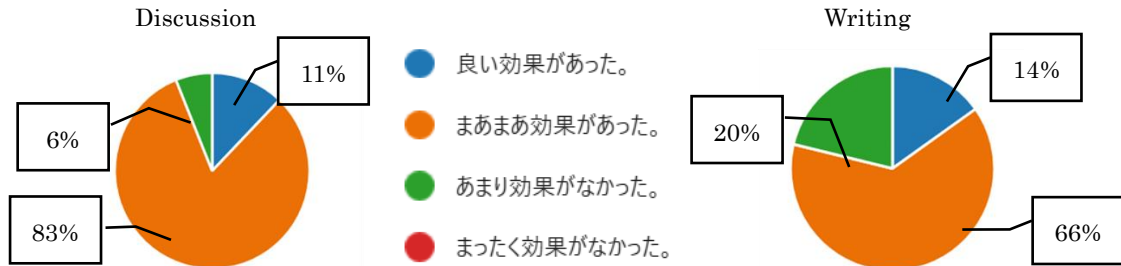 Discussion
11%
6%
83%
良い効果があった。
まあまあ効果があった。
あまり効果がなかった。
まったく効果がなかった。
Writing
14%
20%
66%